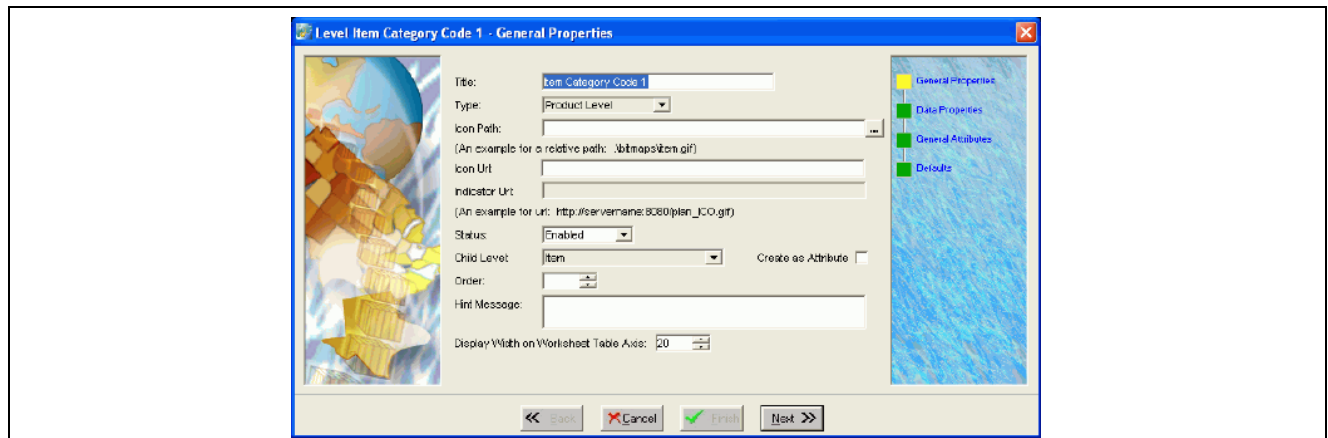 Level Item Category Code 1 - General Properties
Title: Item Category Code 1
Type: Product Level
Icon Path: ...
(An example for a relative path: .\bitmaps\item.gif)
Icon Url:
Indicator Url:
(An example for url: http://servername:8080/plan_ICO.gif)
Status: Enabled
Child Level: Item Create as Attribute
Order:
Hint Message:
Display Width on Worksheet Table Axis: 20
General Properties
Data Properties
General Attributes
Defaults
Back Cancel Finish Next